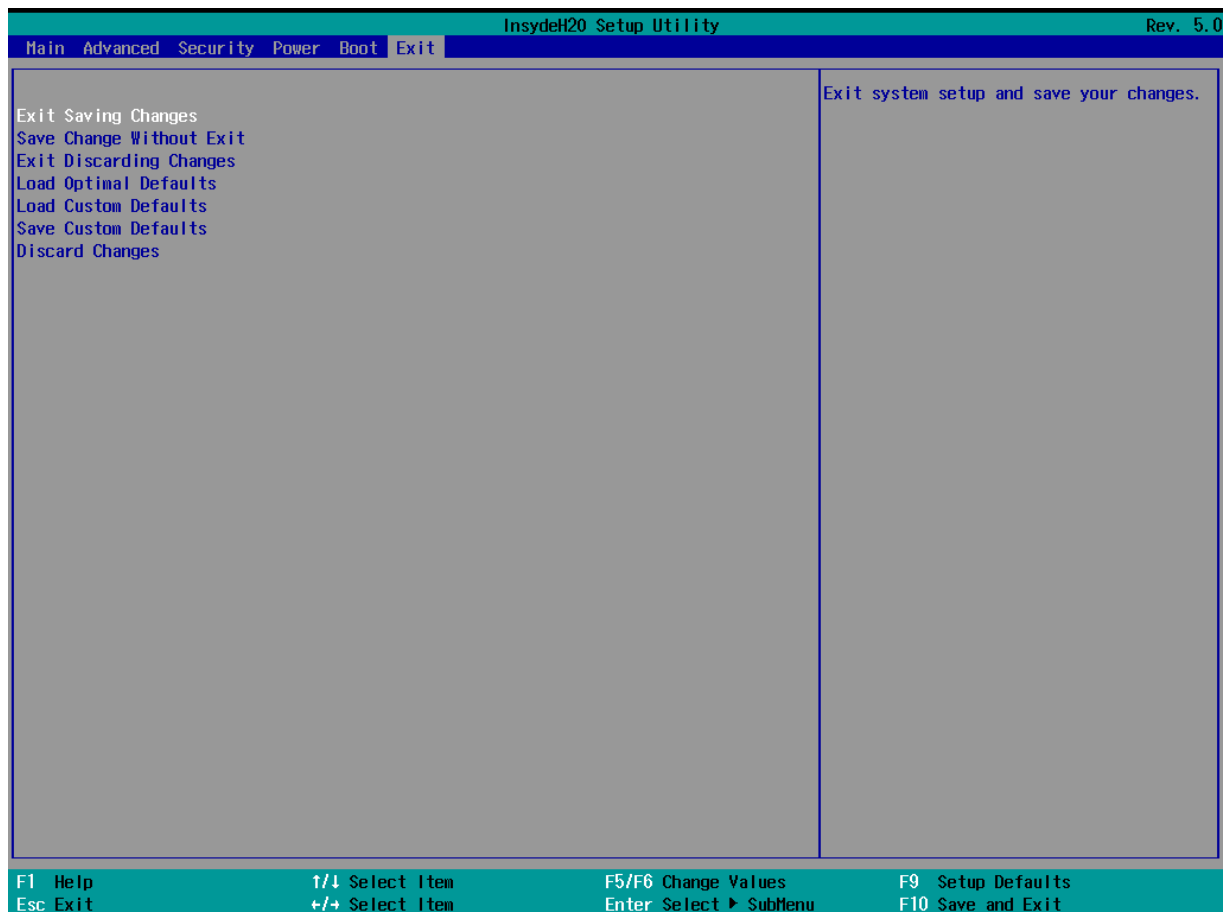 InsydeH20 Setup Utility Rev. 5.0
Main Advanced Security Power Boot Exit
Exit system setup and save your changes.
Exit Saving Changes
Save Change Without Exit
Exit Discarding Changes
Load Optimal Defaults
Load Custom Defaults
Save Custom Defaults
Discard Changes
F1 Help ↑/↓ Select Item F5/F6 Change Values F9 Setup Defaults
Esc Exit ←/→ Select Item Enter Select ▶ SubMenu F10 Save and Exit